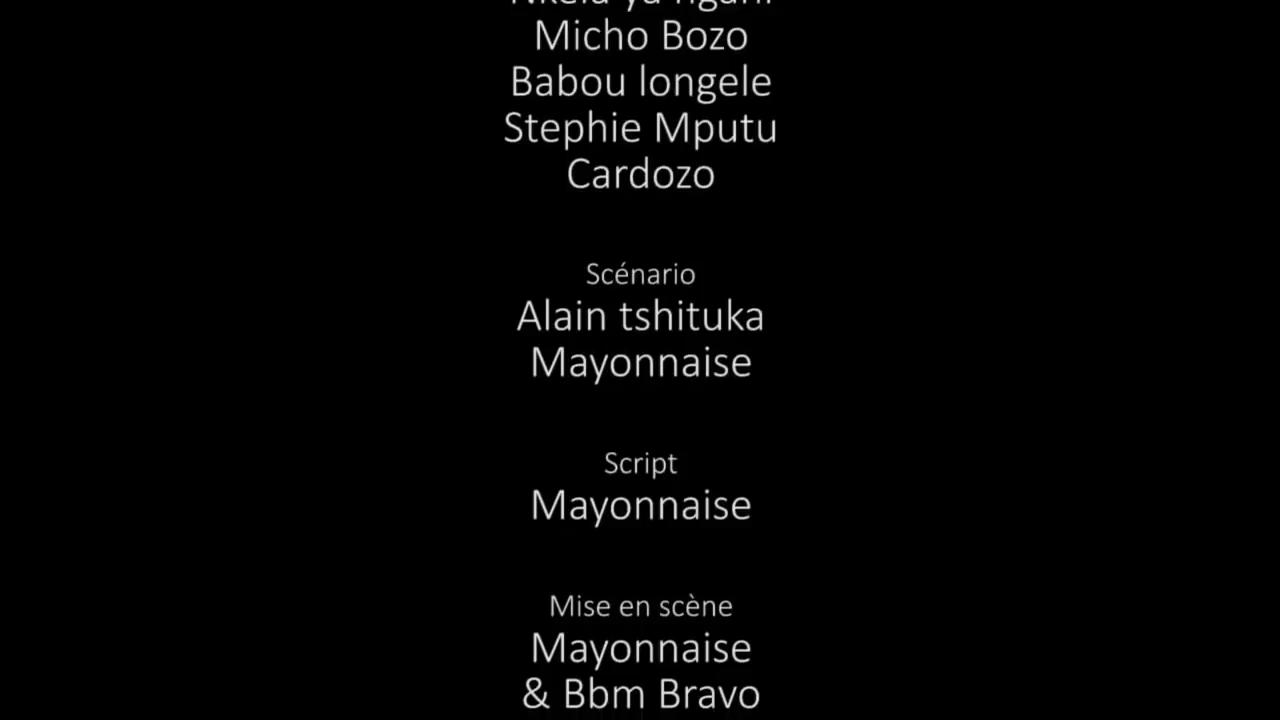 Micho Bozo
Babou longele
Stephie Mputu
Cardozo
Scénario
Alain tshituka
Mayonnaise
Script
Mayonnaise
Mise en scène
Mayonnaise
& Bbm Bravo